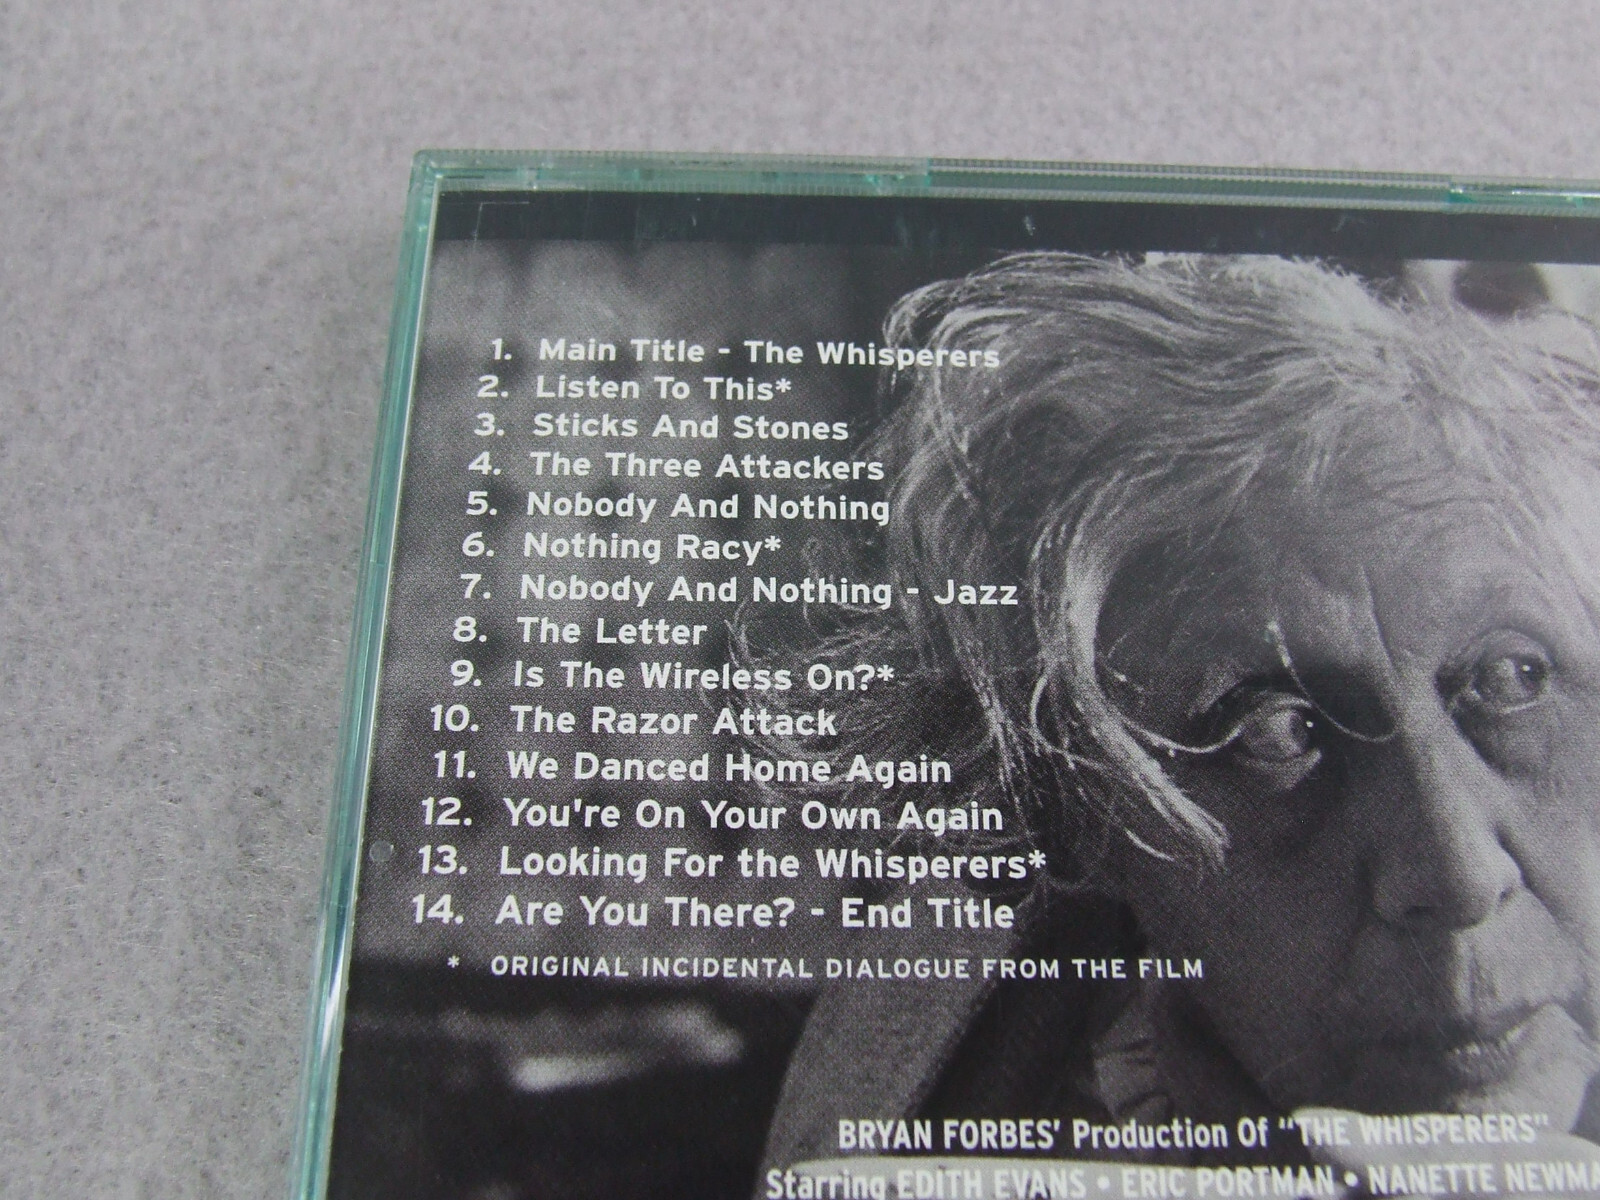 1. Main Title - The Whisperers
2. Listen To This*
3. Sticks And Stones
4. The Three Attackers
5. Nobody And Nothing
6. Nothing Racy*
7. Nobody And Nothing - Jazz
8. The Letter
9. Is The Wireless On?*
10. The Razor Attack
11. We Danced Home Again
12. You're On Your Own Again
13. Looking For the Whisperers*
14. Are You There? - End Title
* ORIGINAL INCIDENTAL DIALOGUE FROM THE FILM
BRYAN FORBES' Production Of "THE WHISPERERS"
Starring EDITH EVANS • ERIC PORTMAN • NANETTE NEWMA